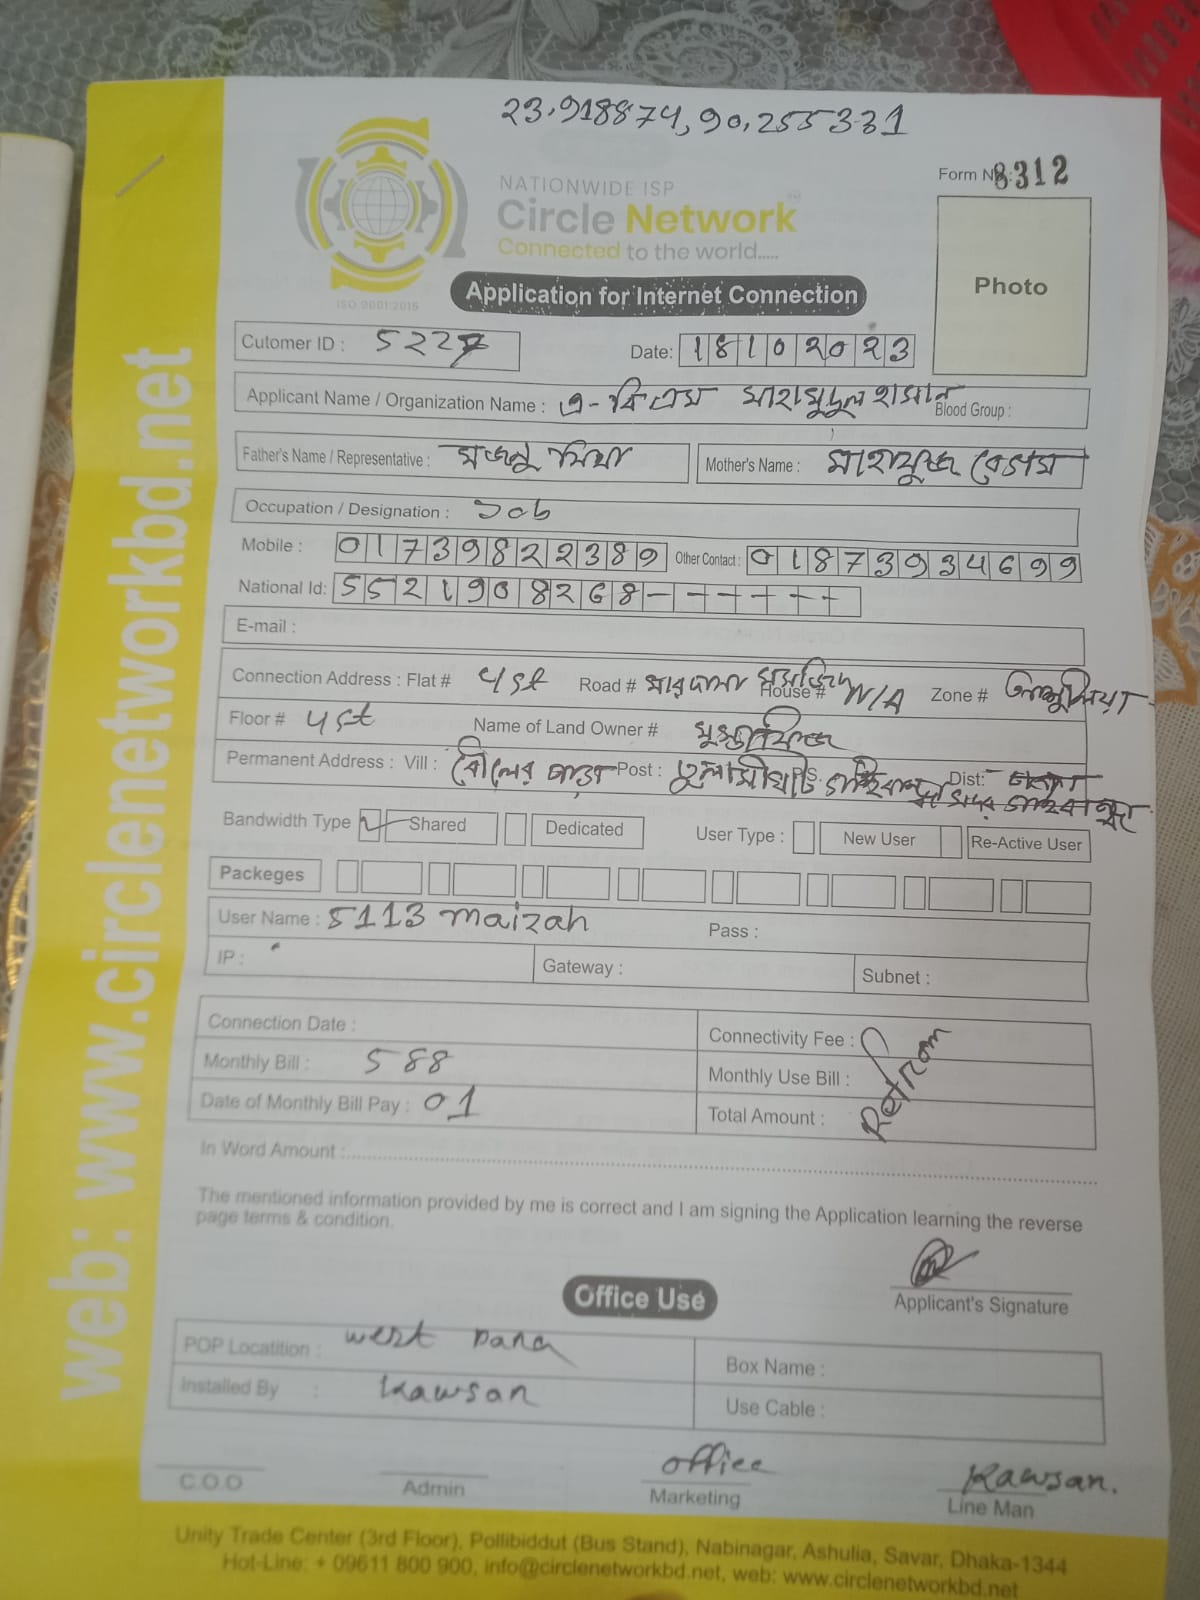 23.918874, 90.255331
Form No: 8312
NATIONWIDE ISP
Circle Network
Connected to the world.....
ISO 9001:2015
Photo
Application for Internet Connection
Cutomer ID : 5227
Date: 18102023
Applicant Name / Organization Name : এ-বিএম মাহামুদুল হাসান Blood Group :
Father's Name / Representative : মজনু মিয়া Mother's Name : মাহফুজ বেগম
Occupation / Designation : Job
Mobile : 01739822389 Other Contact : 01873934699
National Id: 5521908268
E-mail :
Connection Address : Flat # 4st Road # মসজিদ House # N/A Zone #
Floor # 4st Name of Land Owner #
Permanent Address : Vill : Post : তুলসীঘাট P.S. Dist:
সদর গাইবান্ধা
Bandwidth Type Shared Dedicated User Type : New User Re-Active User
Packeges
User Name : 5113 maizah Pass :
IP : Gateway : Subnet :
Connection Date : Connectivity Fee :
Monthly Bill : 588 Monthly Use Bill :
Date of Monthly Bill Pay : 01 Total Amount :
In Word Amount :
The mentioned information provided by me is correct and I am signing the Application learning the reverse
page terms & condition.
Applicant's Signature
Office Use
POP Locatition : west para Box Name :
Installed By : Kawsar Use Cable :
C.O.O
Admin
office
Marketing
Kawsar.
Line Man
Unity Trade Center (3rd Floor), Pollibiddut (Bus Stand), Nabinagar, Ashulia, Savar, Dhaka-1344
Hot-Line: + 09611 800 900, info@circlenetworkbd.net, web: www.circlenetworkbd.net
web: www.circlenetworkbd.net